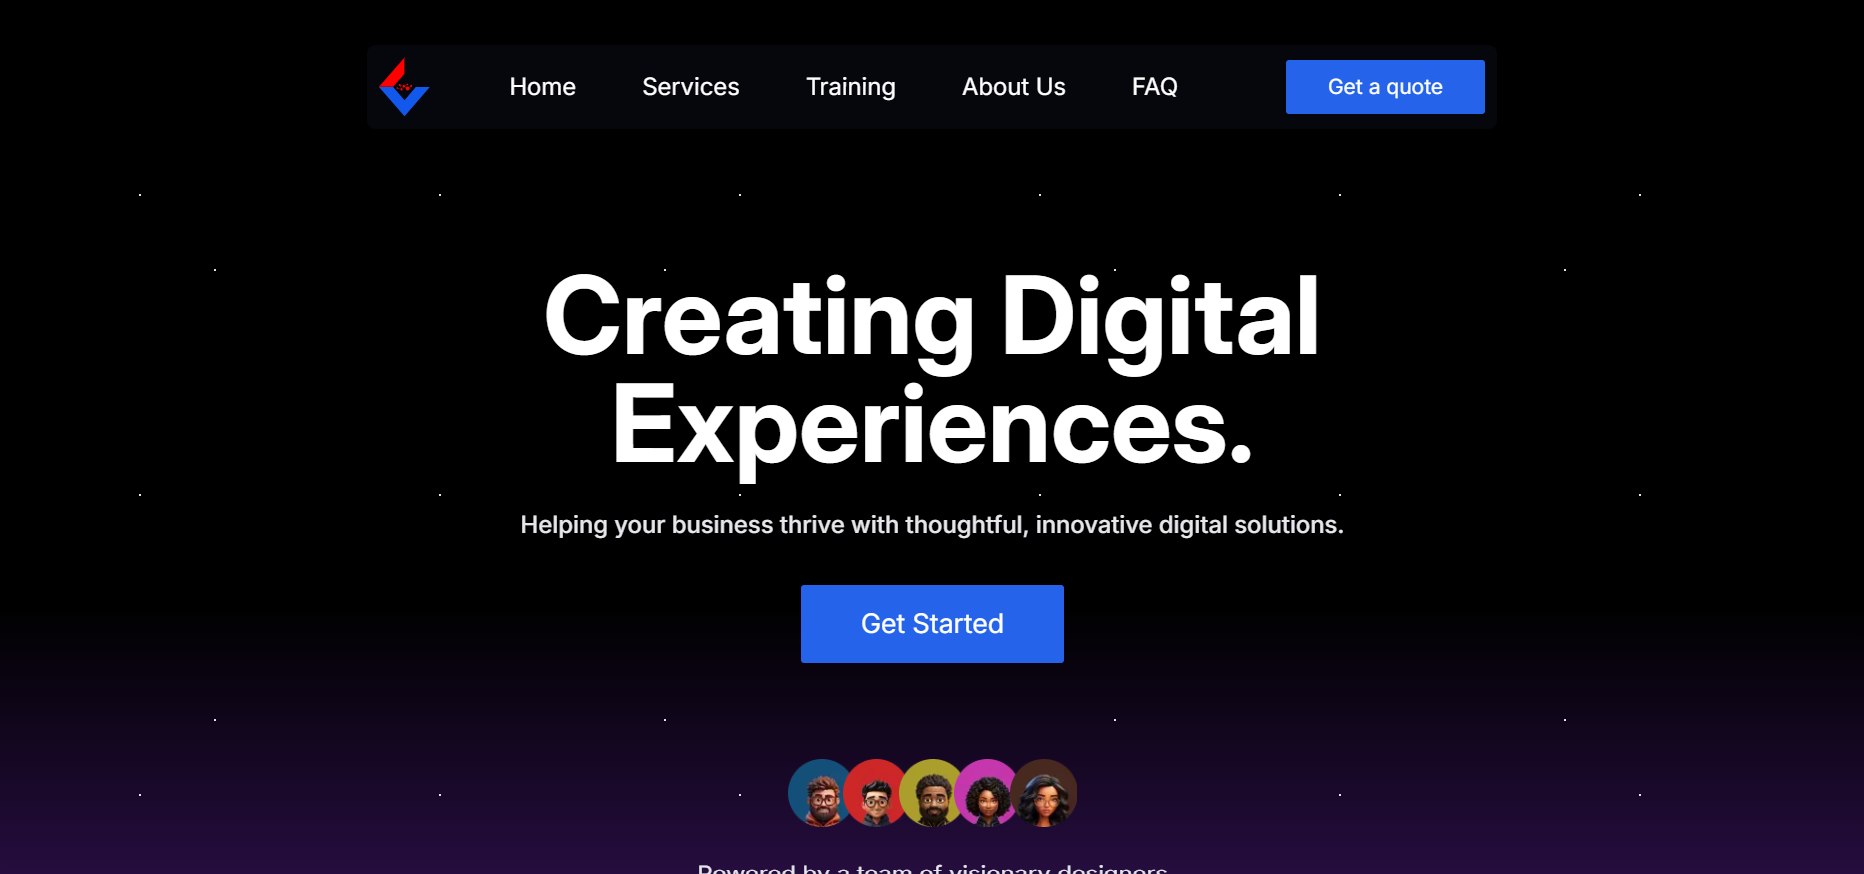 Home Services Training About Us FAQ Get a quote
Creating Digital
Experiences.
Helping your business thrive with thoughtful, innovative digital solutions.
Get Started
Powered by a team of visionary designers